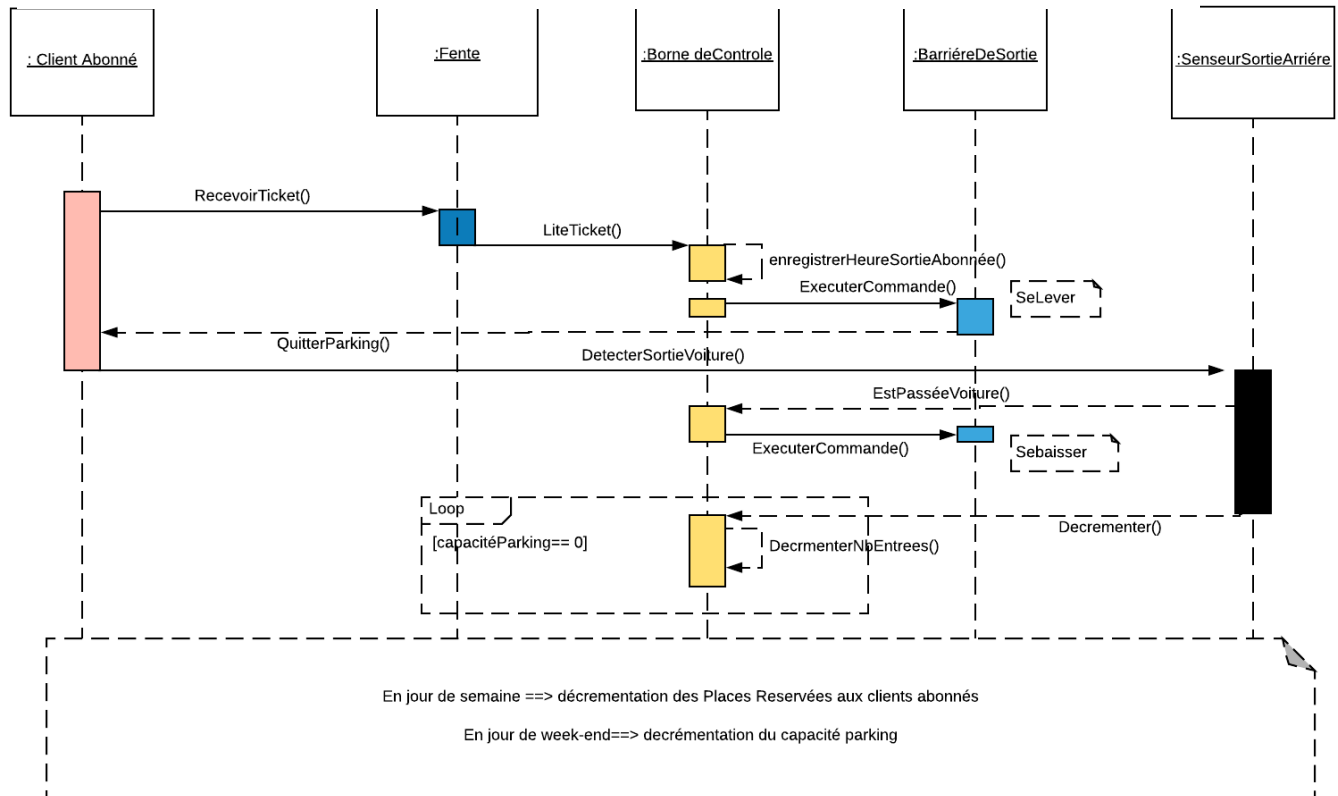 : Client Abonné
:Fente
:Borne deControle
:BarriéreDeSortie
:SenseurSortieArriére
RecevoirTicket()
LiteTicket()
enregistrerHeureSortieAbonnée()
ExecuterCommande()
SeLever
QuitterParking()
DetecterSortieVoiture()
EstPasséeVoiture()
ExecuterCommande()
Sebaisser
Loop
Decrementer()
[capacitéParking== 0]
DecrmenterNbEntrees()
En jour de semaine ==> décrementation des Places Reservées aux clients abonnés
En jour de week-end==> decrémentation du capacité parking